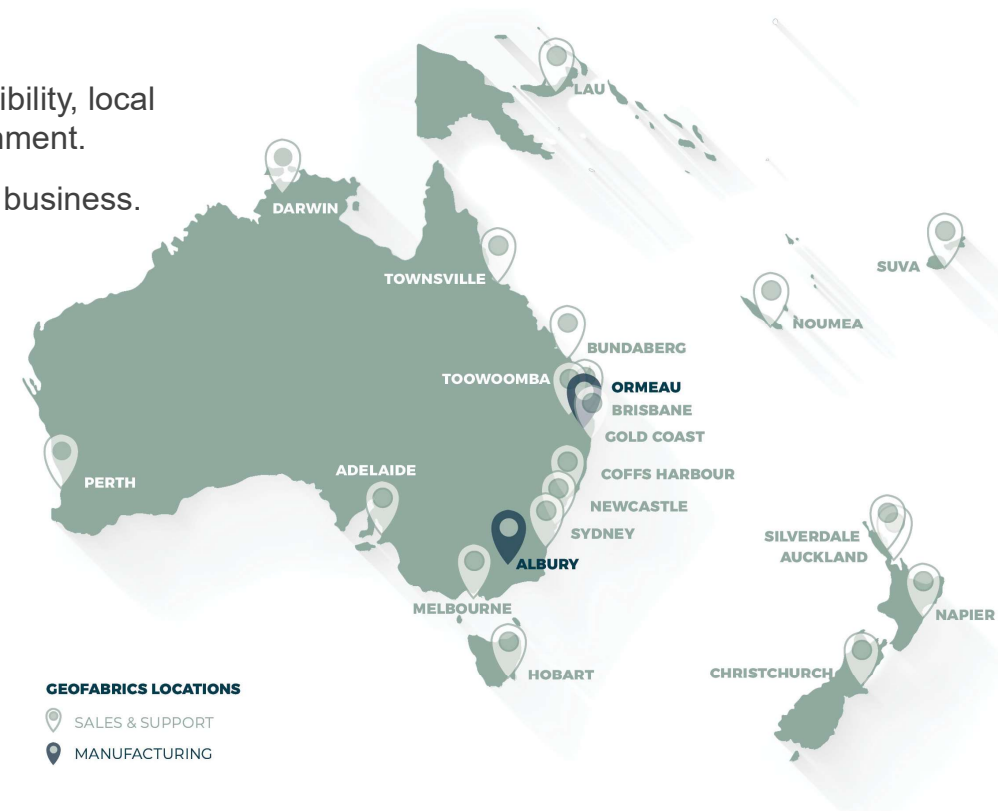 ibility, local
nment.
business.
LAU
DARWIN
SUVA
TOWNSVILLE
NOUMEA
BUNDABERG
TOOWOOMBA
ORMEAU
BRISBANE
GOLD COAST
ADELAIDE
COFFS HARBOUR
PERTH
NEWCASTLE
SYDNEY
SILVERDALE
AUCKLAND
ALBURY
MELBOURNE
NAPIER
HOBART
CHRISTCHURCH
GEOFABRICS LOCATIONS
SALES & SUPPORT
MANUFACTURING